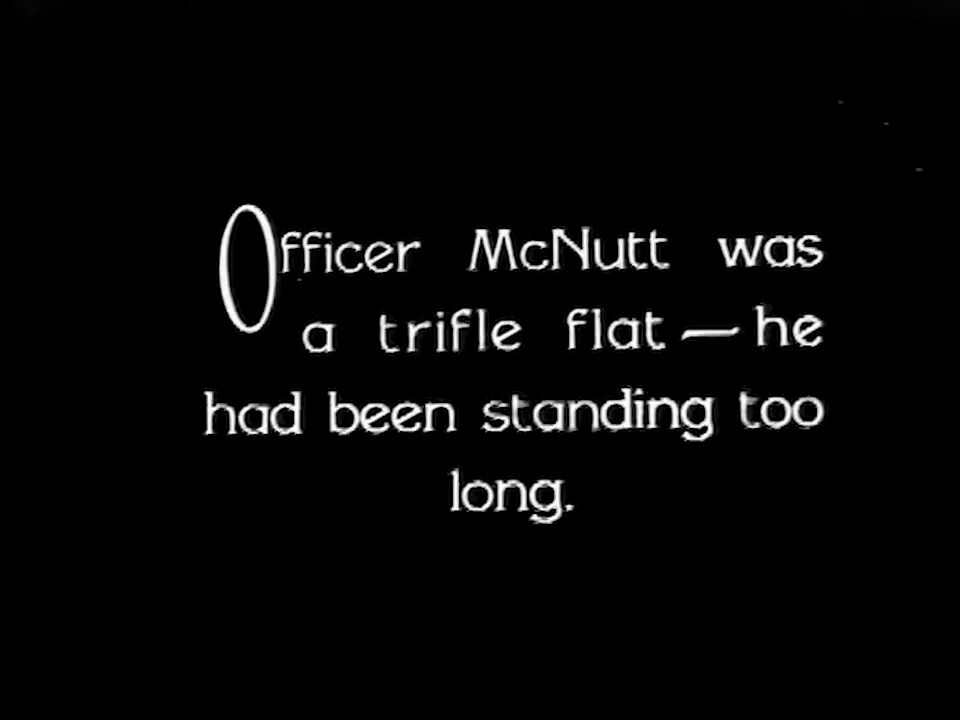 Officer McNutt was
a trifle flat — he
had been standing too
long.